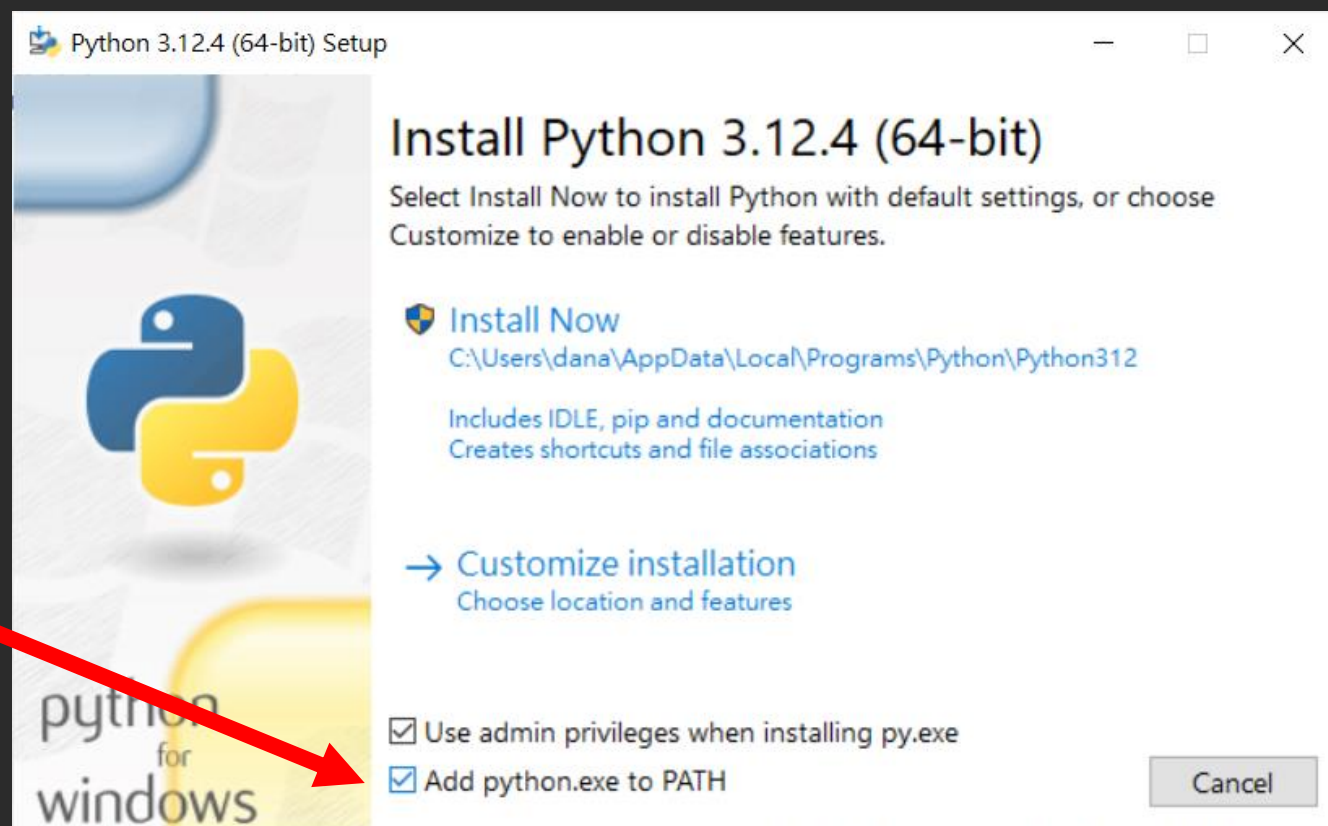 Python 3.12.4 (64-bit) Setup
Install Python 3.12.4 (64-bit)
Select Install Now to install Python with default settings, or choose
Customize to enable or disable features.
Install Now
C:\Users\dana\AppData\Local\Programs\Python\Python312
Includes IDLE, pip and documentation
Creates shortcuts and file associations
Customize installation
Choose location and features
python
for
windows
Use admin privileges when installing py.exe
Add python.exe to PATH
Cancel